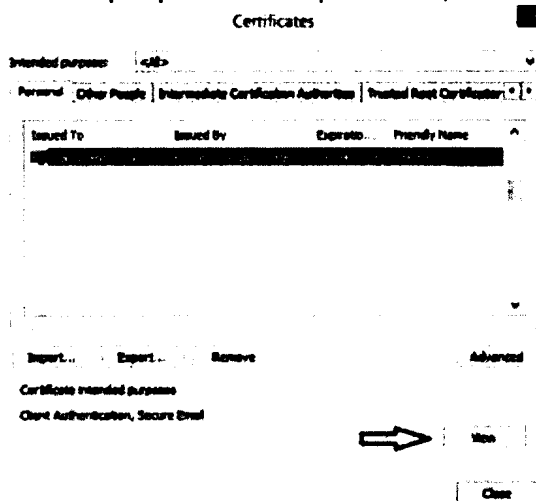 Certificates
Intended purposes: <All>
Personal Other People Intermediate Certification Authorities Trusted Root Certification
Issued To Issued By Expiratio... Friendly Name
Import... Export... Remove Advanced
Certificate intended purposes
Client Authentication, Secure Email
View
Close